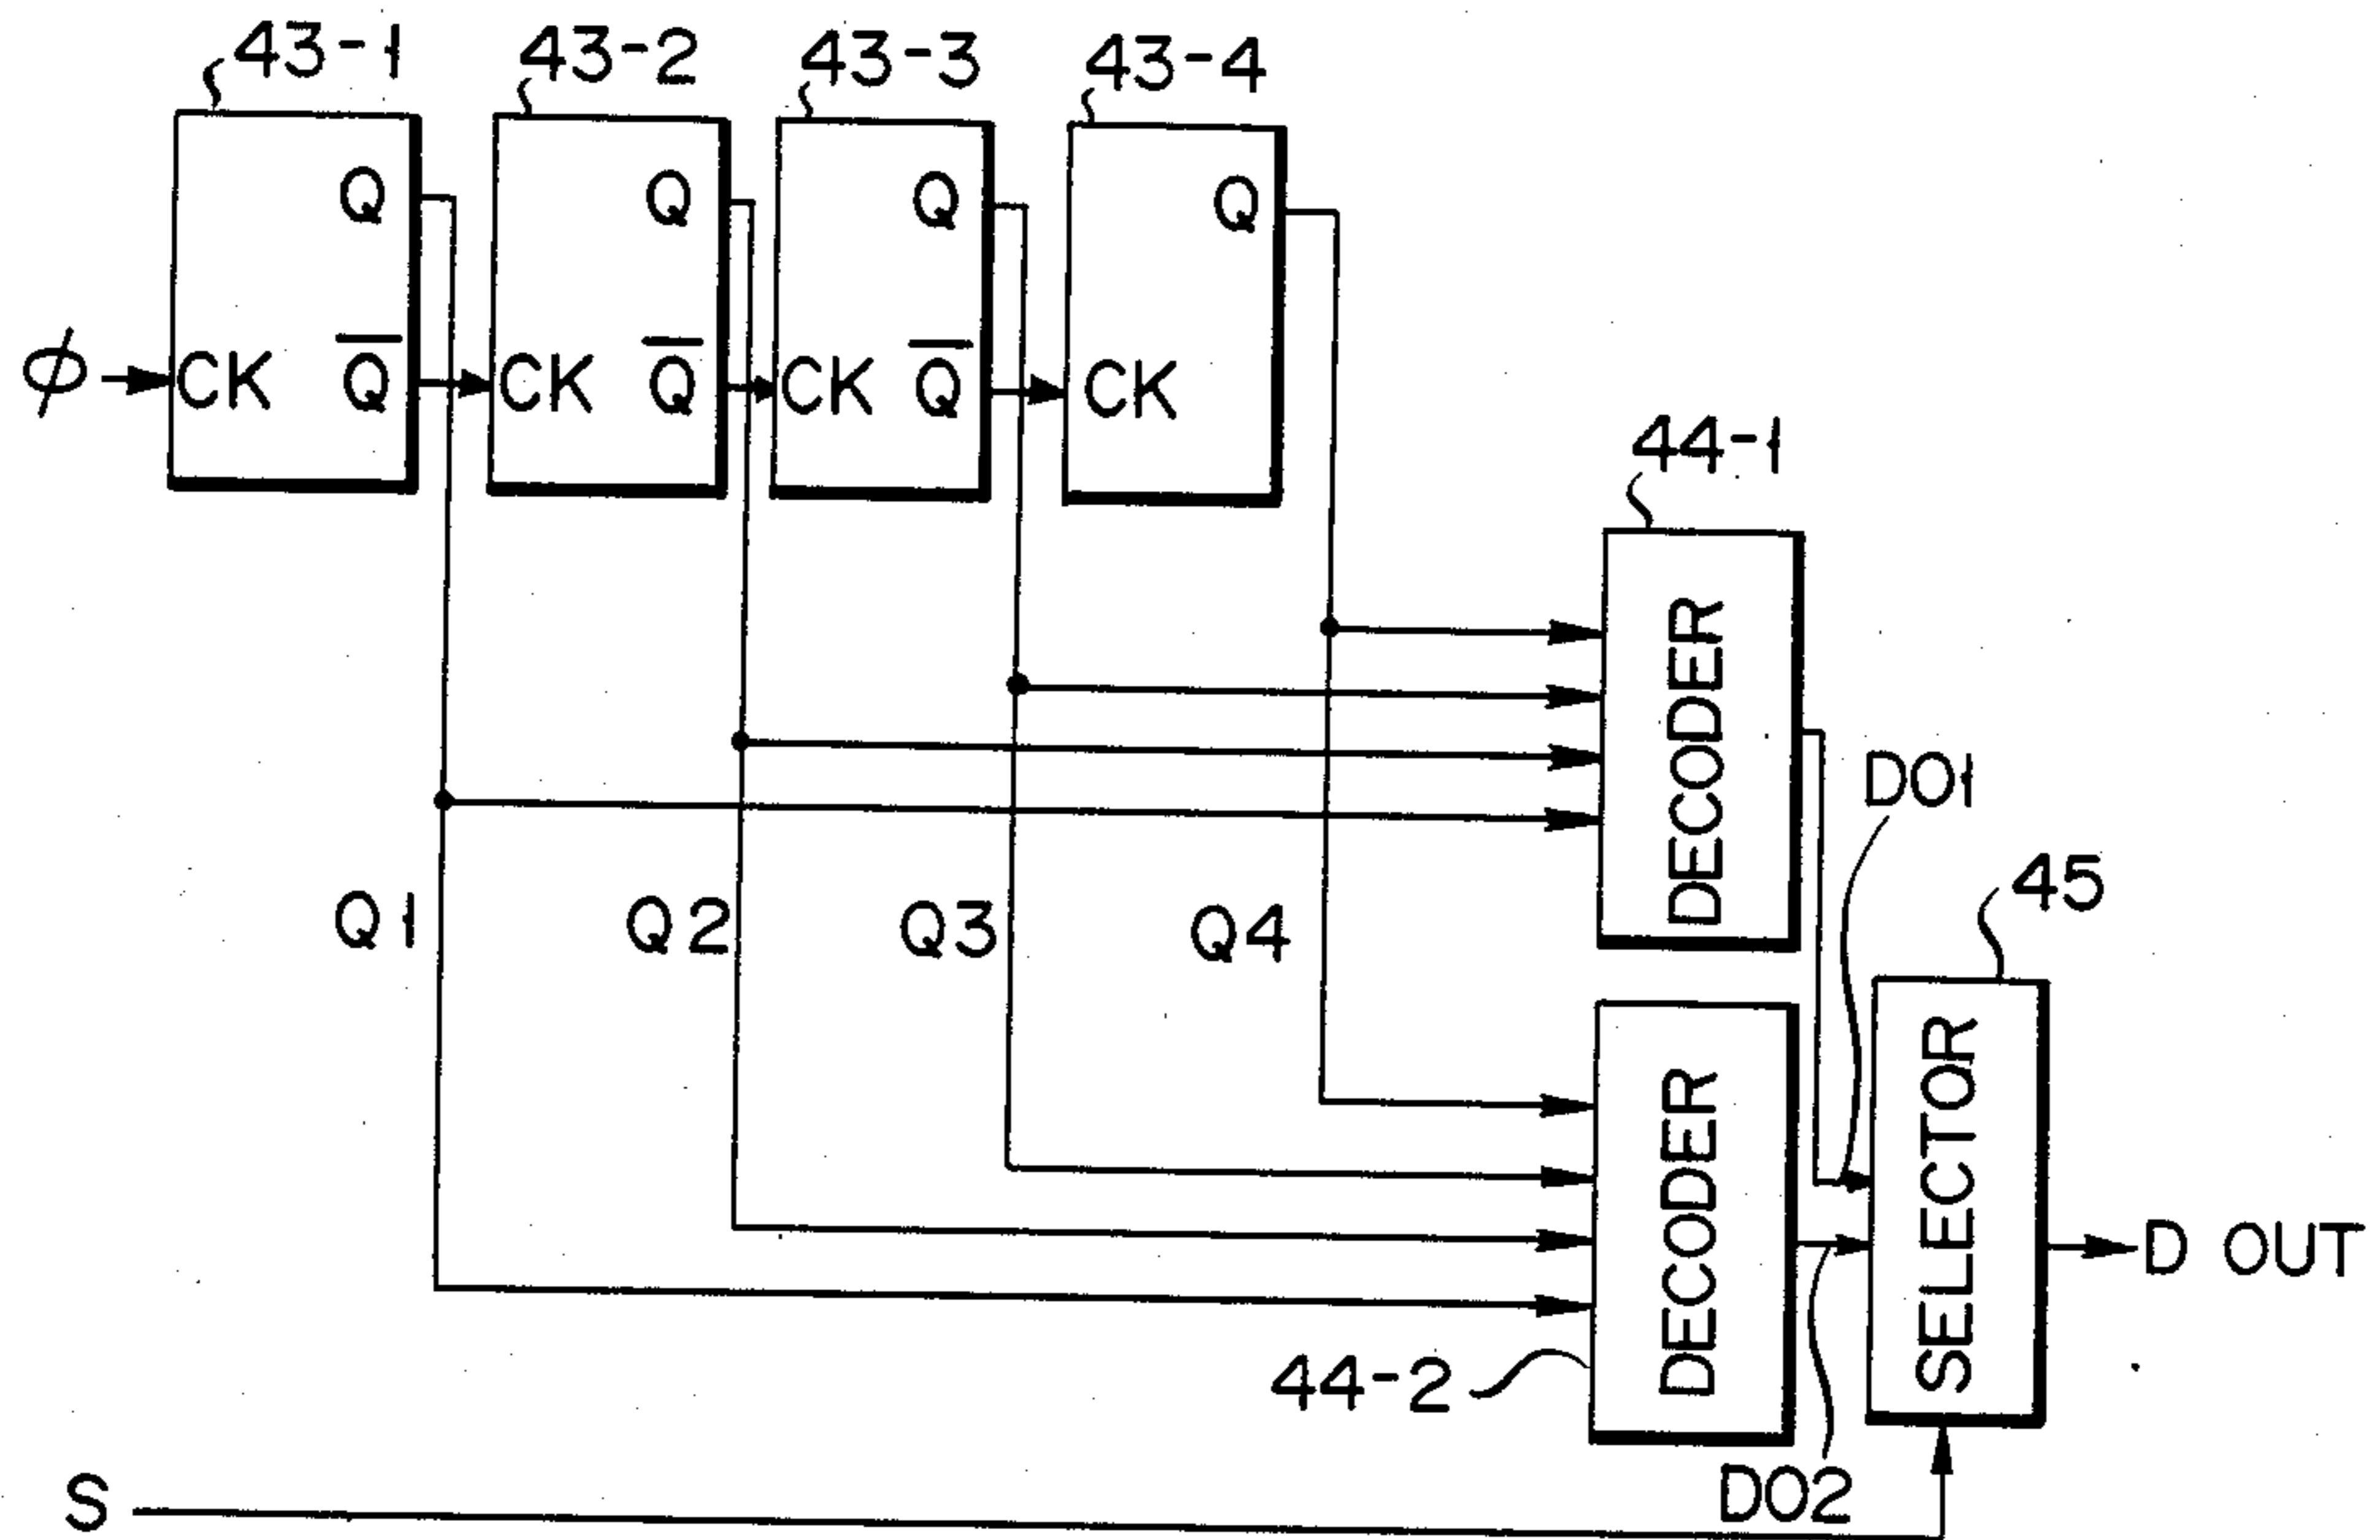 43-1 43-2 43-3 43-4
Q Q Q Q
ϕ CK Q̅ CK Q̅ CK Q̅ CK
44-1
DECODER
DO1
45
Q1 Q2 Q3 Q4
SELECTOR
DECODER
D OUT
44-2
DO2
S